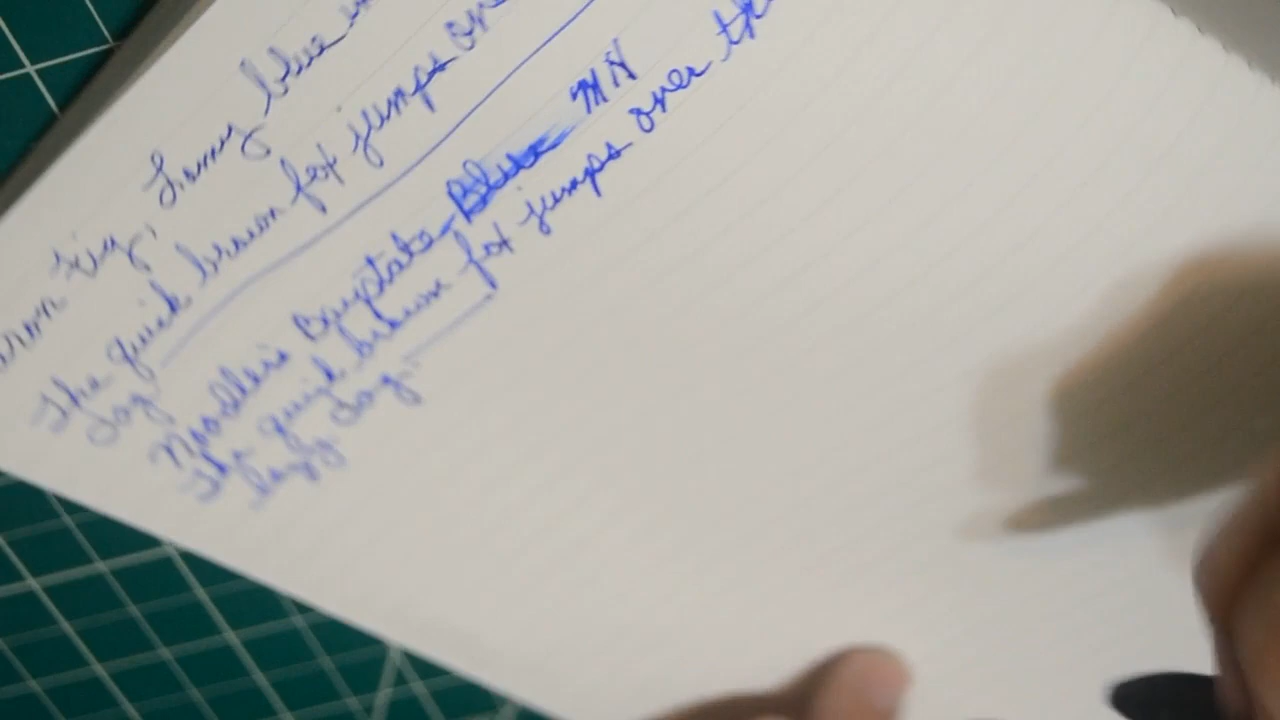 Lamy blue
The quick brown fox jumps over
dog
Noodler's Baystate Blue MN
The quick brown fox jumps over the
lazy dog.